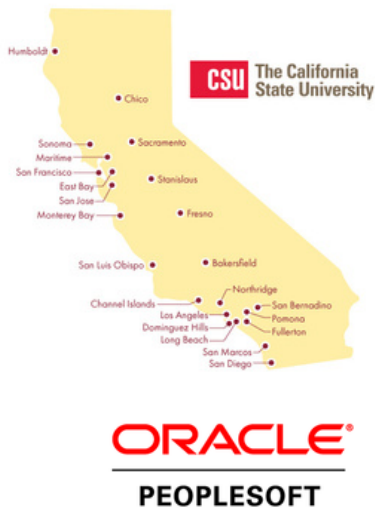 Humboldt
CSU The California
State University
Chico
Sonoma
Sacramento
Maritime
San Francisco
Stanislaus
East Bay
San Jose
Monterey Bay
Fresno
San Luis Obispo
Bakersfield
Northridge
Channel Islands
San Bernadino
Los Angeles
Pomona
Dominguez Hills
Fullerton
Long Beach
San Marcos
San Diego
ORACLE®
PEOPLESOFT